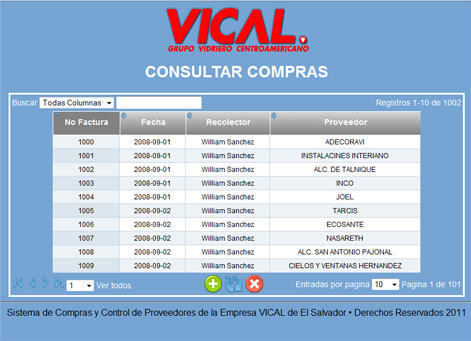 VICAL.
GRUPO VIDRIERO CENTROAMERICANO
CONSULTAR COMPRAS
Buscar Todas Columnas Registros 1-10 de 1002
No Factura Fecha Recolector Proveedor
1000 2008-09-01 William Sanchez ADECORAVI
1001 2008-09-01 William Sanchez INSTALACINES INTERIANO
1002 2008-09-01 William Sanchez ALC. DE TALNIQUE
1003 2008-09-01 William Sanchez INCO
1004 2008-09-01 William Sanchez JOEL
1005 2008-09-02 William Sanchez TARCIS
1006 2008-09-02 William Sanchez ECOSANTE
1007 2008-09-02 William Sanchez NASARETH
1008 2008-09-02 William Sanchez ALC. SAN ANTONIO PAJONAL
1009 2008-09-02 William Sanchez CIELOS Y VENTANAS HERNANDEZ
1 Ver todos Entradas por pagina 10 Pagina 1 de 101
Sistema de Compras y Control de Proveedores de la Empresa VICAL de El Salvador • Derechos Reservados 2011